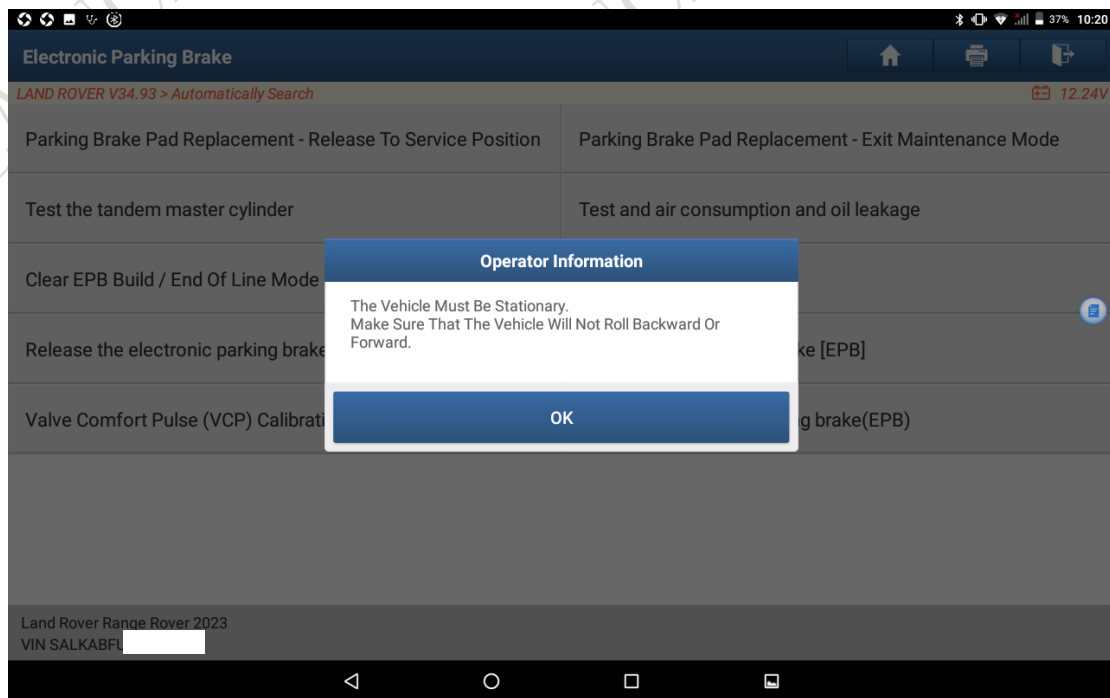 37% 10:20
Electronic Parking Brake
LAND ROVER V34.93 > Automatically Search
12.24V
Parking Brake Pad Replacement - Release To Service Position
Parking Brake Pad Replacement - Exit Maintenance Mode
Test the tandem master cylinder
Test and air consumption and oil leakage
Clear EPB Build / End Of Line Mode
Operator Information
The Vehicle Must Be Stationary.
Make Sure That The Vehicle Will Not Roll Backward Or
Forward.
Release the electronic parking brake
[EPB]
OK
Valve Comfort Pulse (VCP)
brake(EPB)
Land Rover Range Rover 2023
VIN SALKABFU